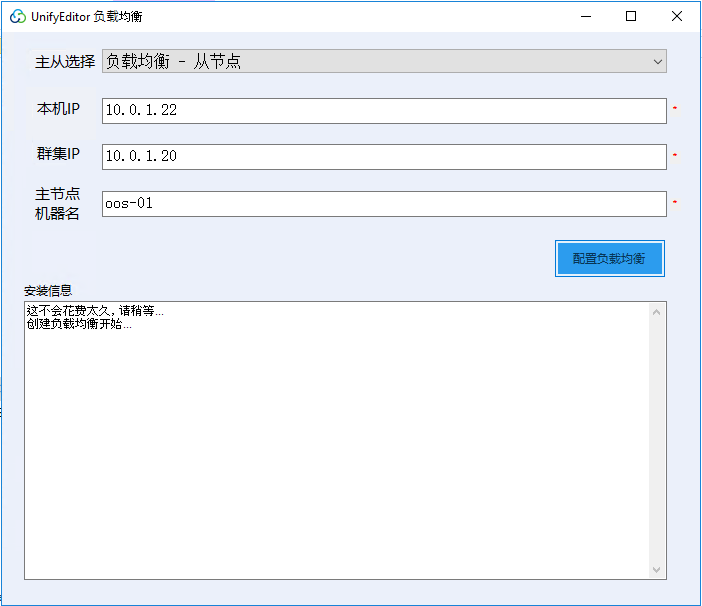 UnifyEditor 负载均衡
主从选择 负载均衡 - 从节点
本机IP 10.0.1.22 *
群集IP 10.0.1.20 *
主节点
机器名 oos-01 *
配置负载均衡
安装信息
这不会花费太久，请稍等...
创建负载均衡开始...